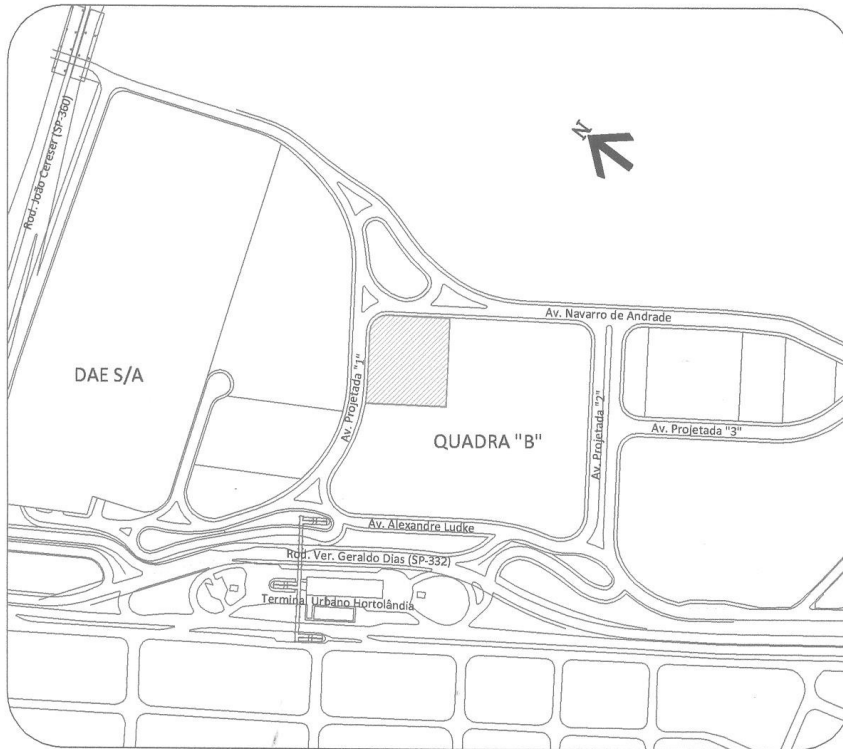 Rod. João Cereser (SP-360)
N
Av. Navarro de Andrade
DAE S/A
Av. Projetada "1"
QUADRA "B"
Av. Projetada "2"
Av. Projetada "3"
Av. Alexandre Ludke
Rod. Ver. Geraldo Dias (SP-332)
Terminal Urbano Hortolândia